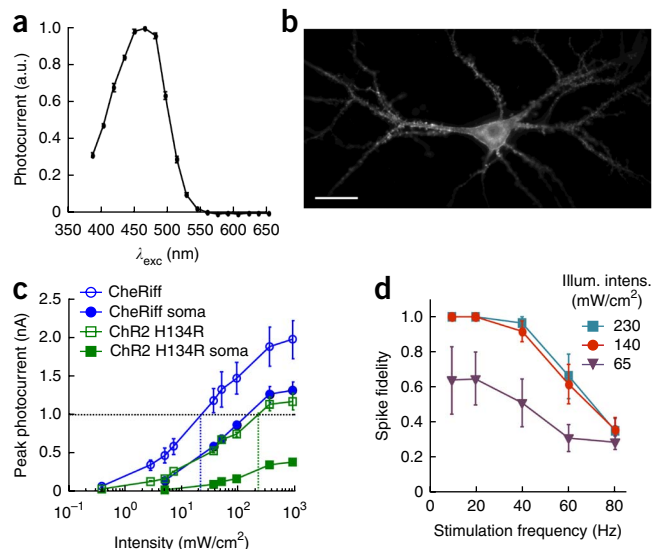 a
Photocurrent (a.u.)
1.0
0.8
0.6
0.4
0.2
0
350 400 450 500 550 600 650
λexc (nm)
b
c
CheRiff
CheRiff soma
ChR2 H134R
ChR2 H134R soma
Peak photocurrent (nA)
2.5
2.0
1.5
1.0
0.5
0
10⁻¹ 10⁰ 10¹ 10² 10³
Intensity (mW/cm²)
d
Illum. intens.
(mW/cm²)
230
140
65
Spike fidelity
1.0
0.8
0.6
0.4
0.2
0
0 20 40 60 80
Stimulation frequency (Hz)